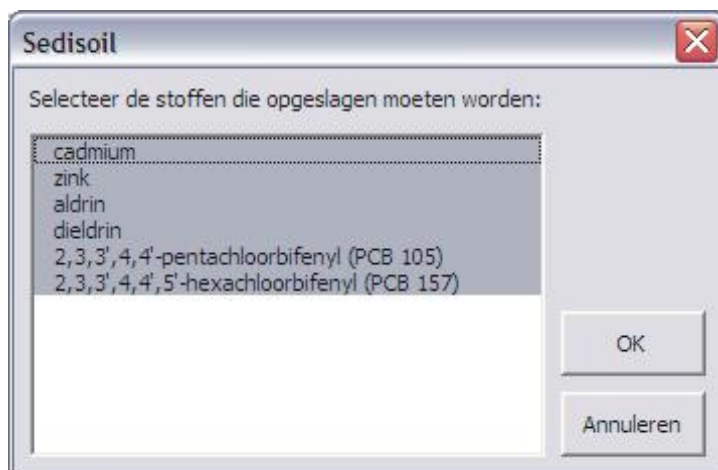 Sedisoil
Selecteer de stoffen die opgeslagen moeten worden:
cadmium
zink
aldrin
dieldrin
2,3,3',4,4'-pentachloorbifenyl (PCB 105)
2,3,3',4,4',5'-hexachloorbifenyl (PCB 157)
OK
Annuleren